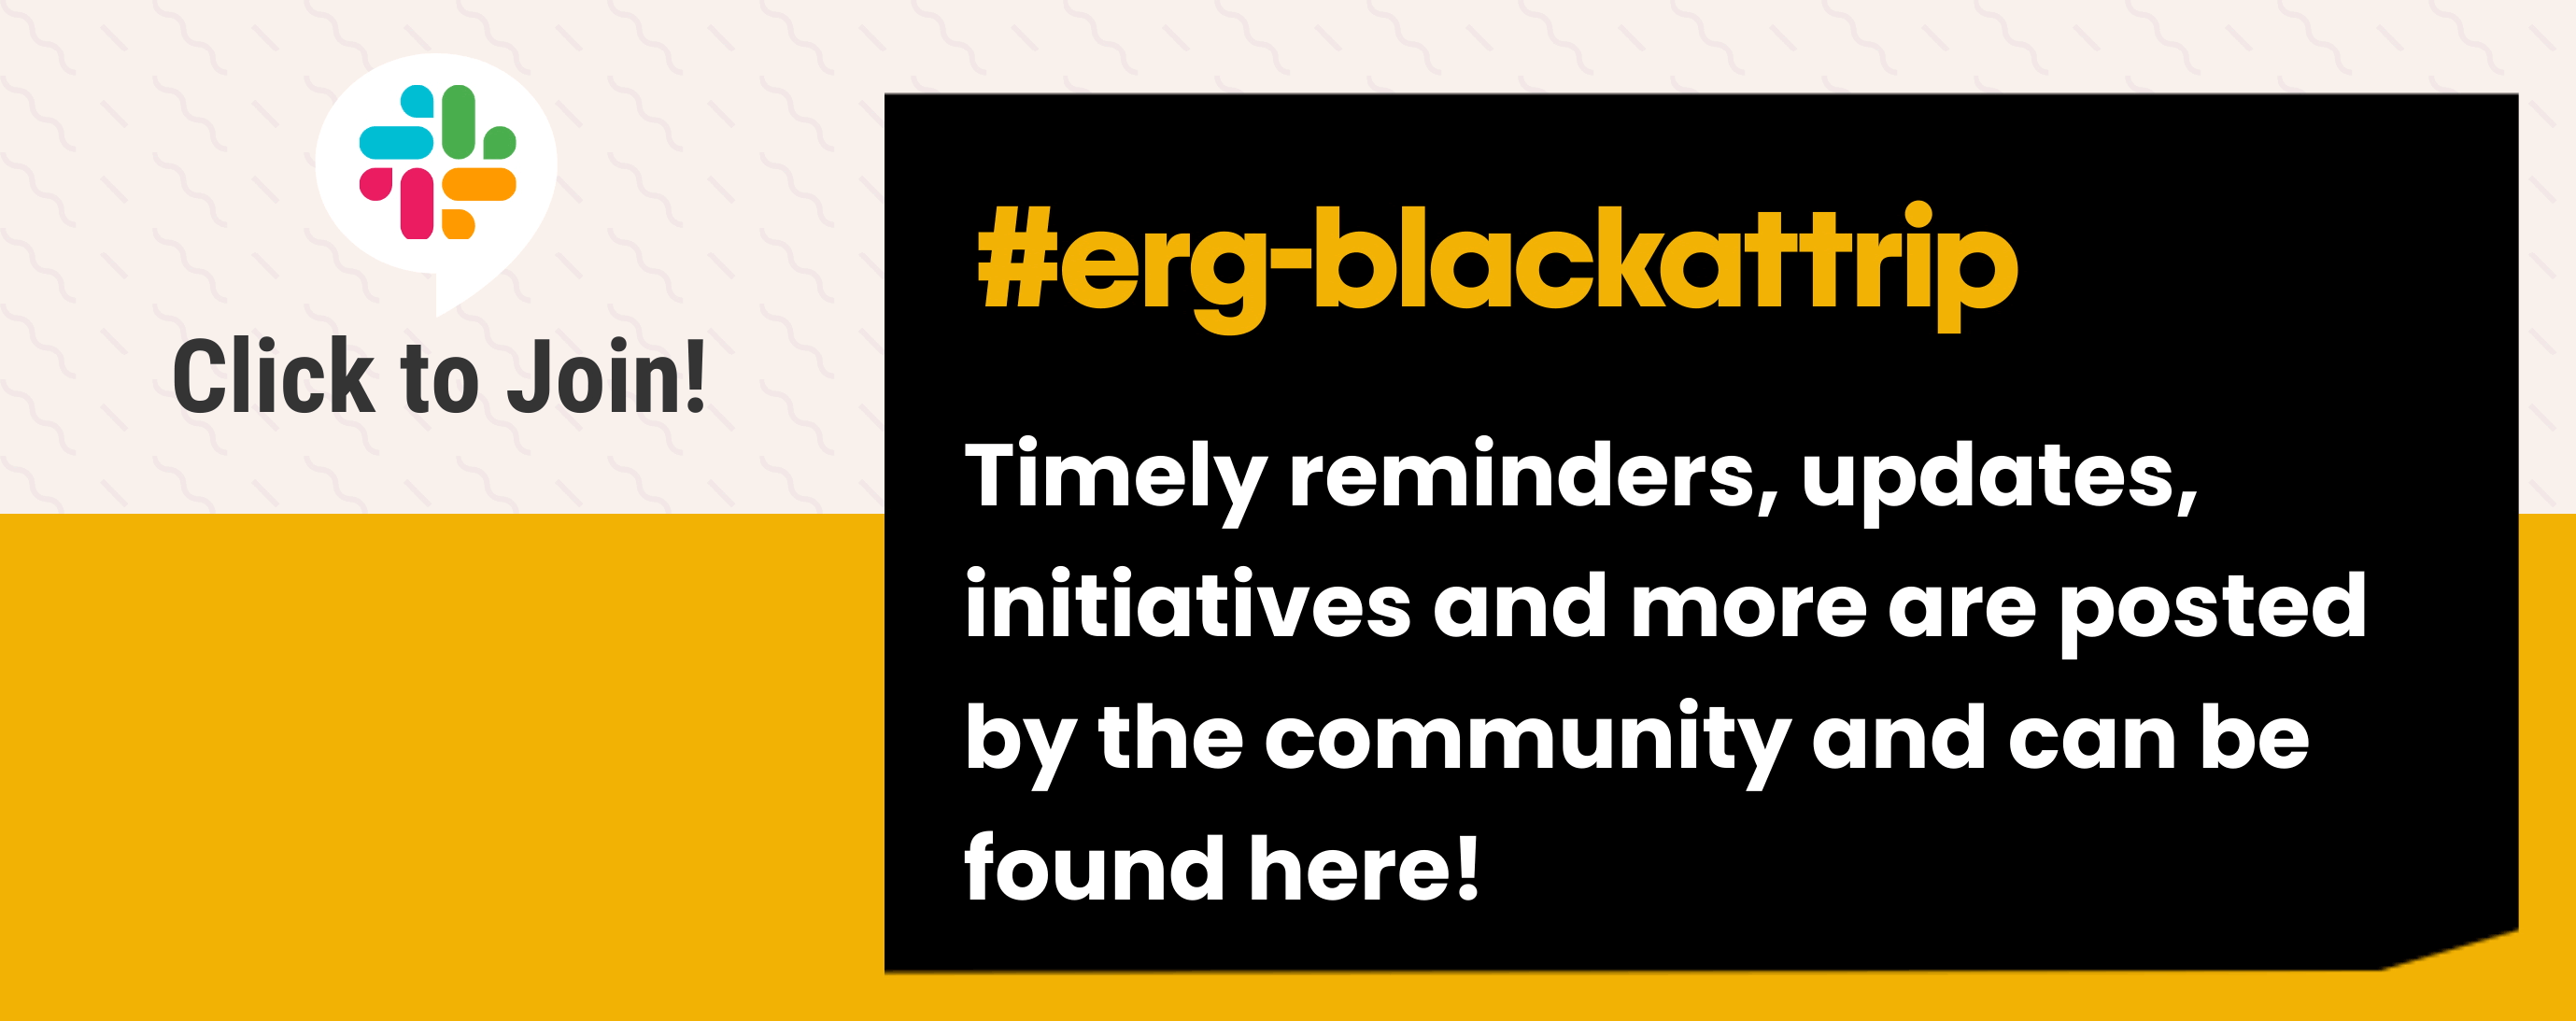 Click to Join!
#erg-blackattrip
Timely reminders, updates,
initiatives and more are posted
by the community and can be
found here!